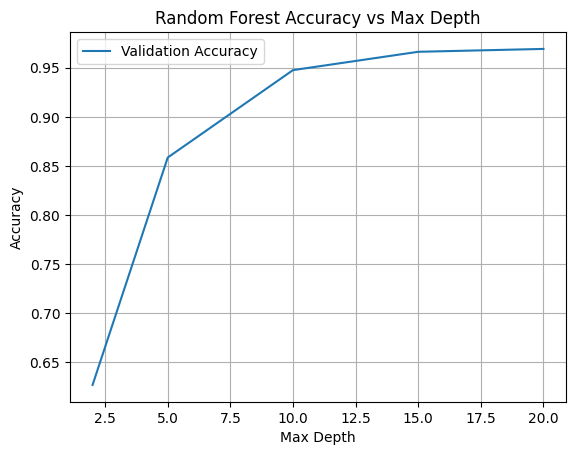 Random Forest Accuracy vs Max Depth
Validation Accuracy
Accuracy
0.95
0.90
0.85
0.80
0.75
0.70
0.65
2.5 5.0 7.5 10.0 12.5 15.0 17.5 20.0
Max Depth